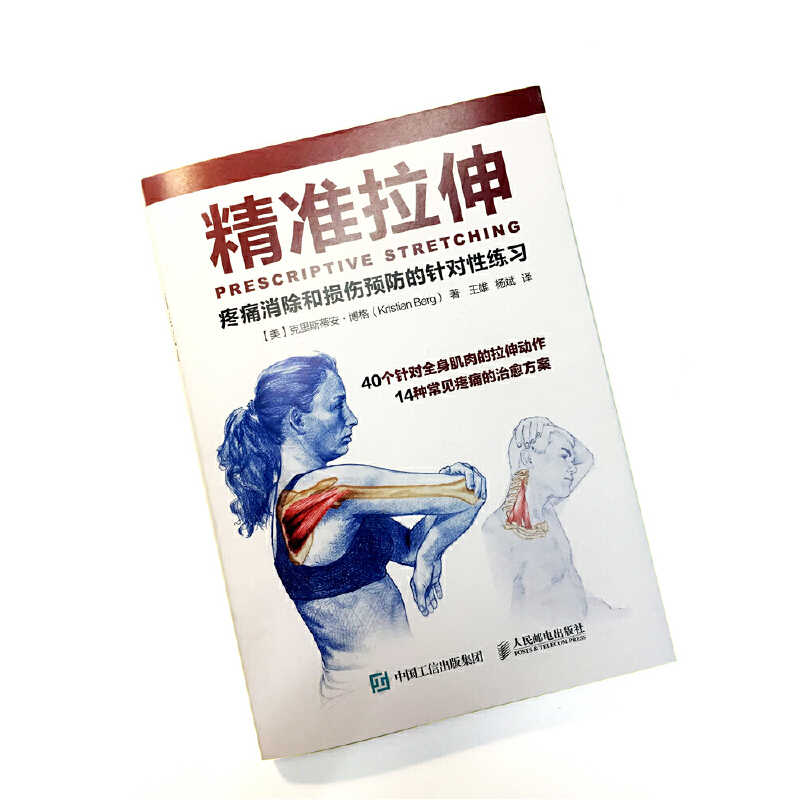 精准拉伸
PRESCRIPTIVE STRETCHING
疼痛消除和损伤预防的针对性练习
【美】克里斯蒂安·博格（Kristian Berg） 著 王雄 杨斌 译
40个针对全身肌肉的拉伸动作
14种常见疼痛的治愈方案
中国工信出版集团
人民邮电出版社
POSTS & TELECOM PRESS